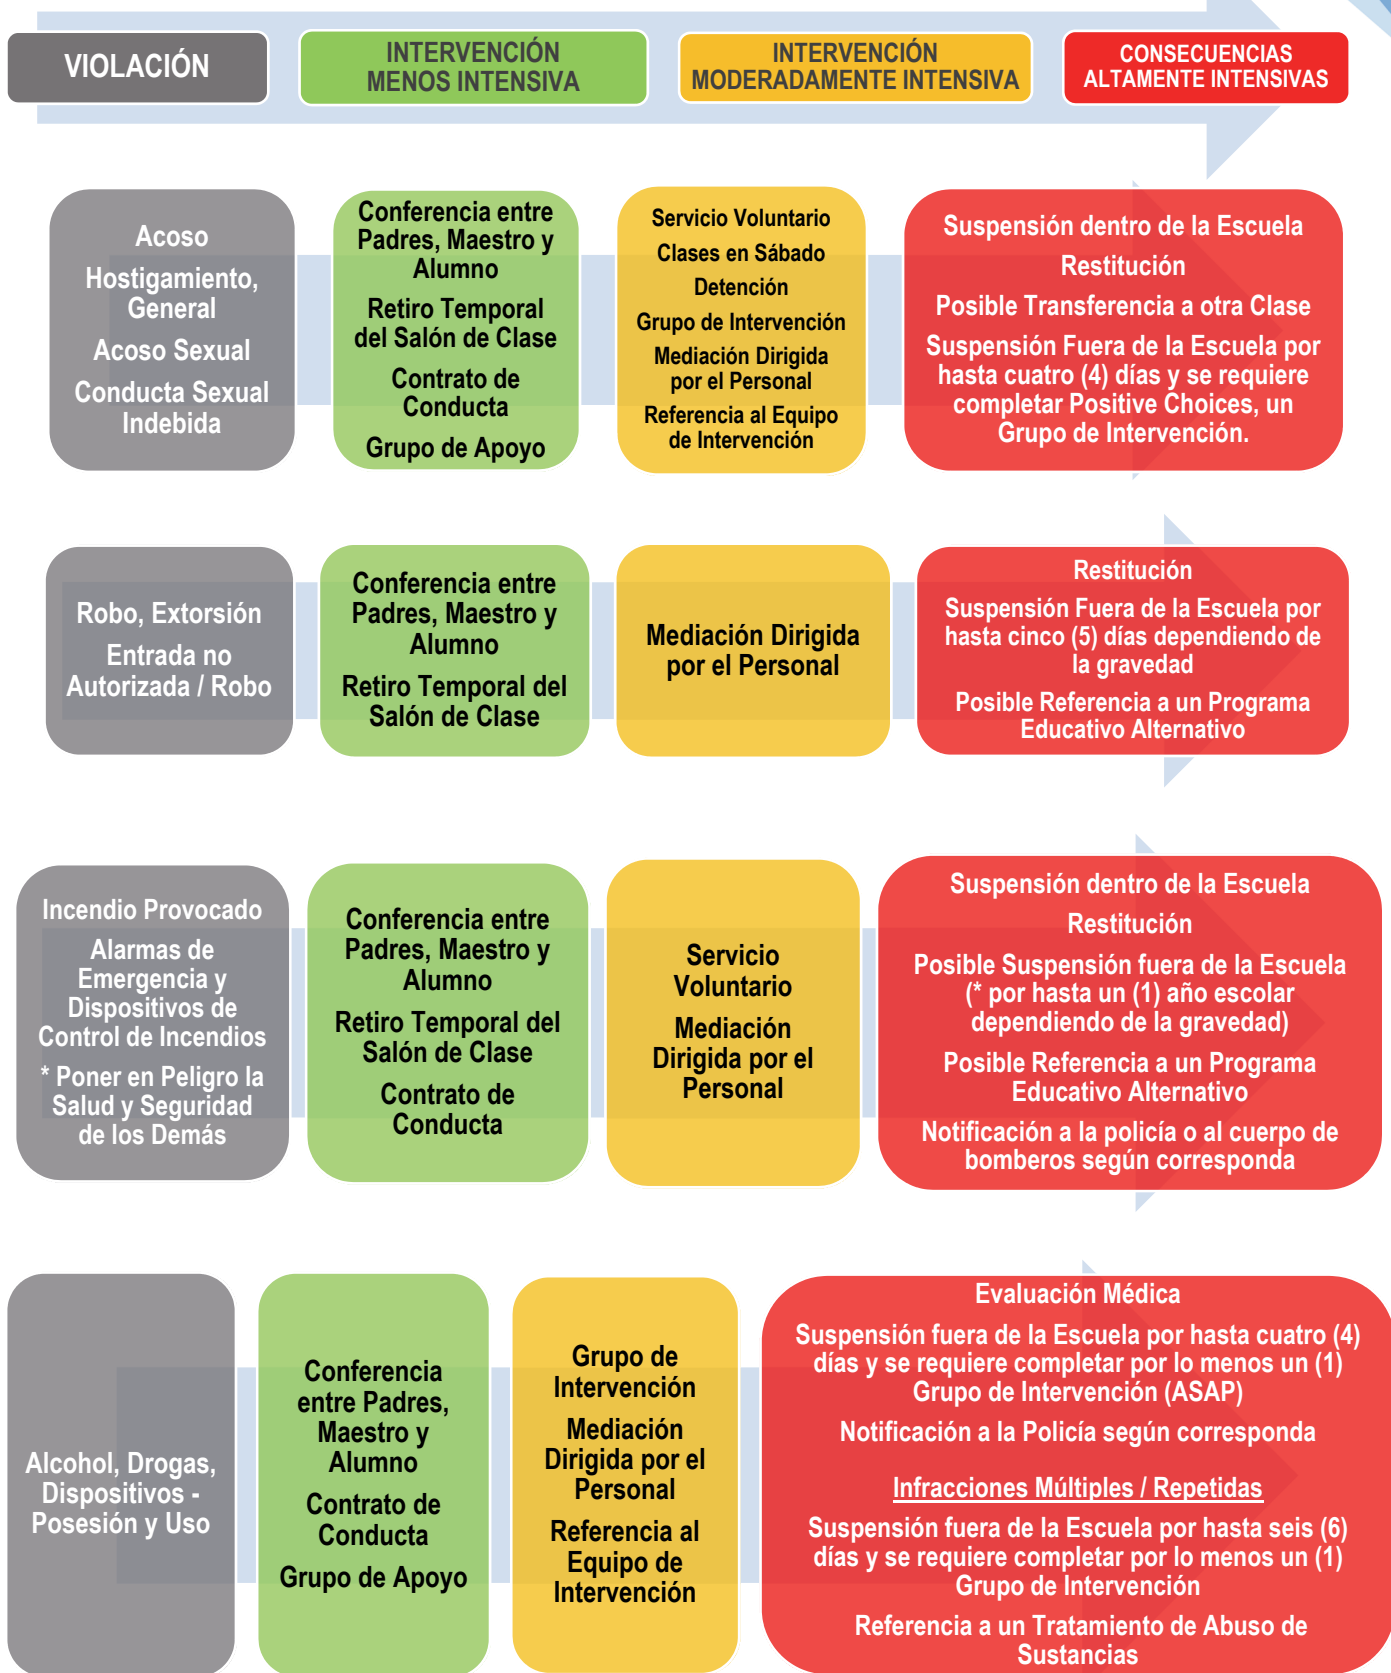 VIOLACIÓN
INTERVENCIÓN
MENOS INTENSIVA
INTERVENCIÓN
MODERADAMENTE INTENSIVA
CONSECUENCIAS
ALTAMENTE INTENSIVAS
Acoso
Hostigamiento,
General
Acoso Sexual
Conducta Sexual
Indebida
Conferencia entre
Padres, Maestro y
Alumno
Retiro Temporal
del Salón de Clase
Contrato de
Conducta
Grupo de Apoyo
Servicio Voluntario
Clases en Sábado
Detención
Grupo de Intervención
Mediación Dirigida
por el Personal
Referencia al Equipo
de Intervención
Suspensión dentro de la Escuela
Restitución
Posible Transferencia a otra Clase
Suspensión Fuera de la Escuela por
hasta cuatro (4) días y se requiere
completar Positive Choices, un
Grupo de Intervención.
Robo, Extorsión
Entrada no
Autorizada / Robo
Conferencia entre
Padres, Maestro y
Alumno
Retiro Temporal del
Salón de Clase
Mediación Dirigida
por el Personal
Restitución
Suspensión Fuera de la Escuela por
hasta cinco (5) días dependiendo de
la gravedad
Posible Referencia a un Programa
Educativo Alternativo
Incendio Provocado
Alarmas de
Emergencia y
Dispositivos de
Control de Incendios
* Poner en Peligro la
Salud y Seguridad
de los Demás
Conferencia entre
Padres, Maestro y
Alumno
Retiro Temporal del
Salón de Clase
Contrato de
Conducta
Servicio
Voluntario
Mediación
Dirigida por el
Personal
Suspensión dentro de la Escuela
Restitución
Posible Suspensión fuera de la Escuela
(* por hasta un (1) año escolar
dependiendo de la gravedad)
Posible Referencia a un Programa
Educativo Alternativo
Notificación a la policía o al cuerpo de
bomberos según corresponda
Alcohol, Drogas,
Dispositivos -
Posesión y Uso
Conferencia
entre Padres,
Maestro y
Alumno
Contrato de
Conducta
Grupo de Apoyo
Grupo de
Intervención
Mediación
Dirigida por el
Personal
Referencia al
Equipo de
Intervención
Evaluación Médica
Suspensión fuera de la Escuela por hasta cuatro (4)
días y se requiere completar por lo menos un (1)
Grupo de Intervención (ASAP)
Notificación a la Policía según corresponda
Infracciones Múltiples / Repetidas
Suspensión fuera de la Escuela por hasta seis (6)
días y se requiere completar por lo menos un (1)
Grupo de Intervención
Referencia a un Tratamiento de Abuso de
Sustancias